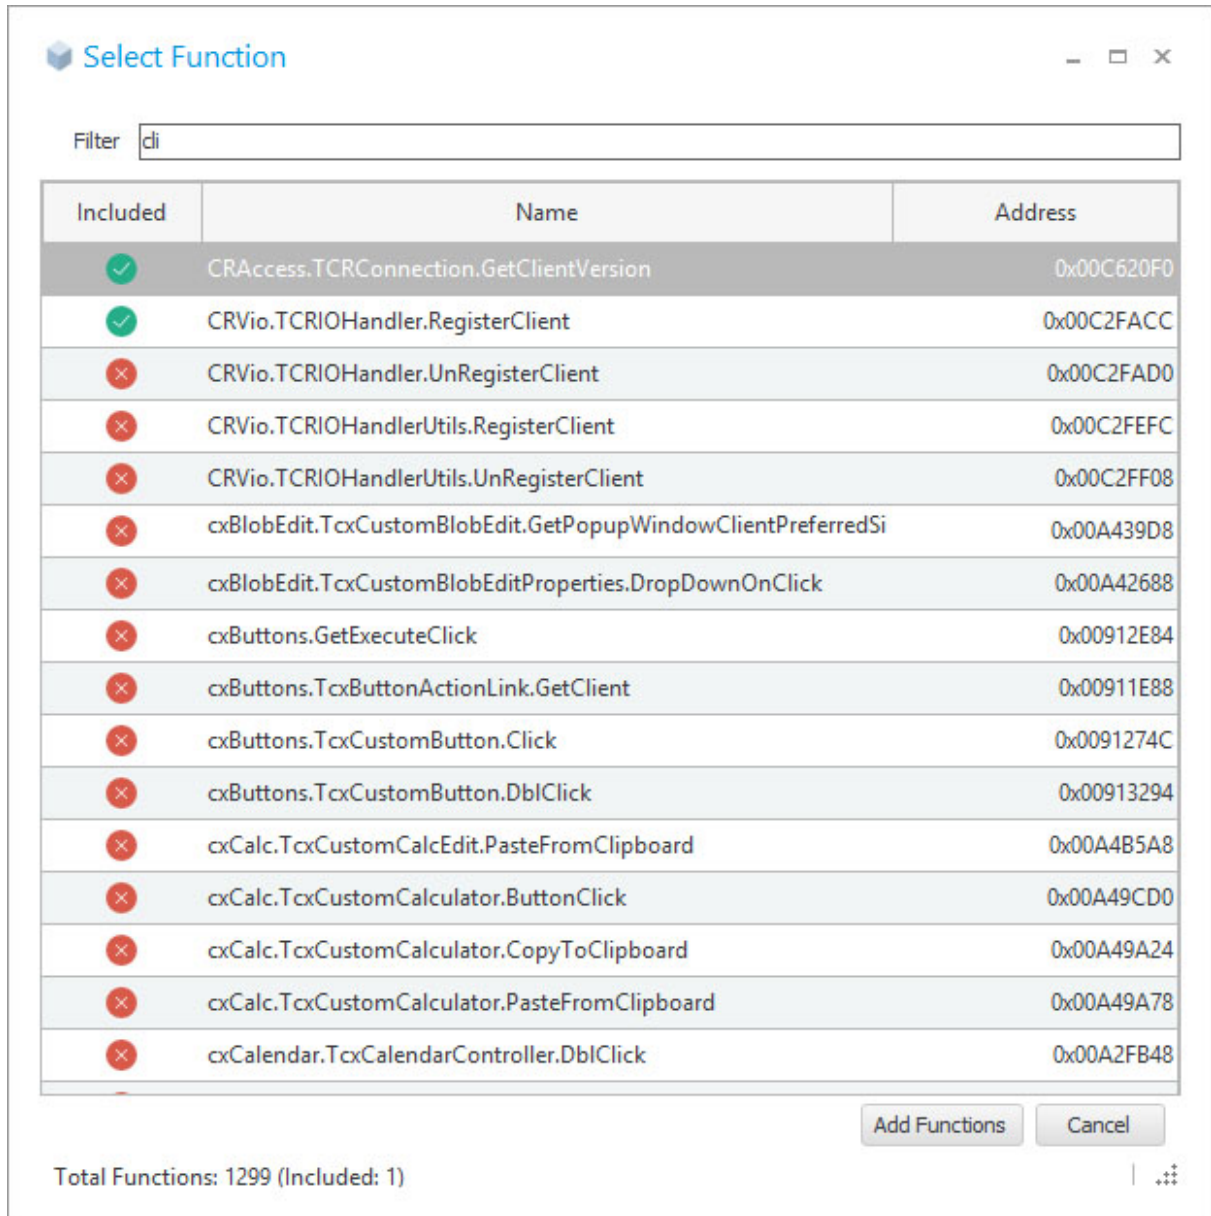 Select Function
Filter cli
Included Name Address
CRAccess.TCRConnection.GetClientVersion 0x00C620F0
CRVio.TCRIOHandler.RegisterClient 0x00C2FACC
CRVio.TCRIOHandler.UnRegisterClient 0x00C2FAD0
CRVio.TCRIOHandlerUtils.RegisterClient 0x00C2FEFC
CRVio.TCRIOHandlerUtils.UnRegisterClient 0x00C2FF08
cxBlobEdit.TcxCustomBlobEdit.GetPopupWindowClientPreferredSi 0x00A439D8
cxBlobEdit.TcxCustomBlobEditProperties.DropDownOnClick 0x00A42688
cxButtons.GetExecuteClick 0x00912E84
cxButtons.TcxButtonActionLink.GetClient 0x00911E88
cxButtons.TcxCustomButton.Click 0x0091274C
cxButtons.TcxCustomButton.DblClick 0x00913294
cxCalc.TcxCustomCalcEdit.PasteFromClipboard 0x00A4B5A8
cxCalc.TcxCustomCalculator.ButtonClick 0x00A49CD0
cxCalc.TcxCustomCalculator.CopyToClipboard 0x00A49A24
cxCalc.TcxCustomCalculator.PasteFromClipboard 0x00A49A78
cxCalendar.TcxCalendarController.DblClick 0x00A2FB48
Add Functions Cancel
Total Functions: 1299 (Included: 1)